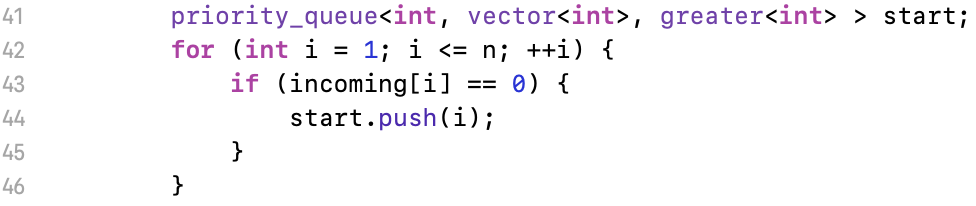 41          priority_queue<int, vector<int>, greater<int> > start;
42          for (int i = 1; i <= n; ++i) {
43              if (incoming[i] == 0) {
44                  start.push(i);
45              }
46          }